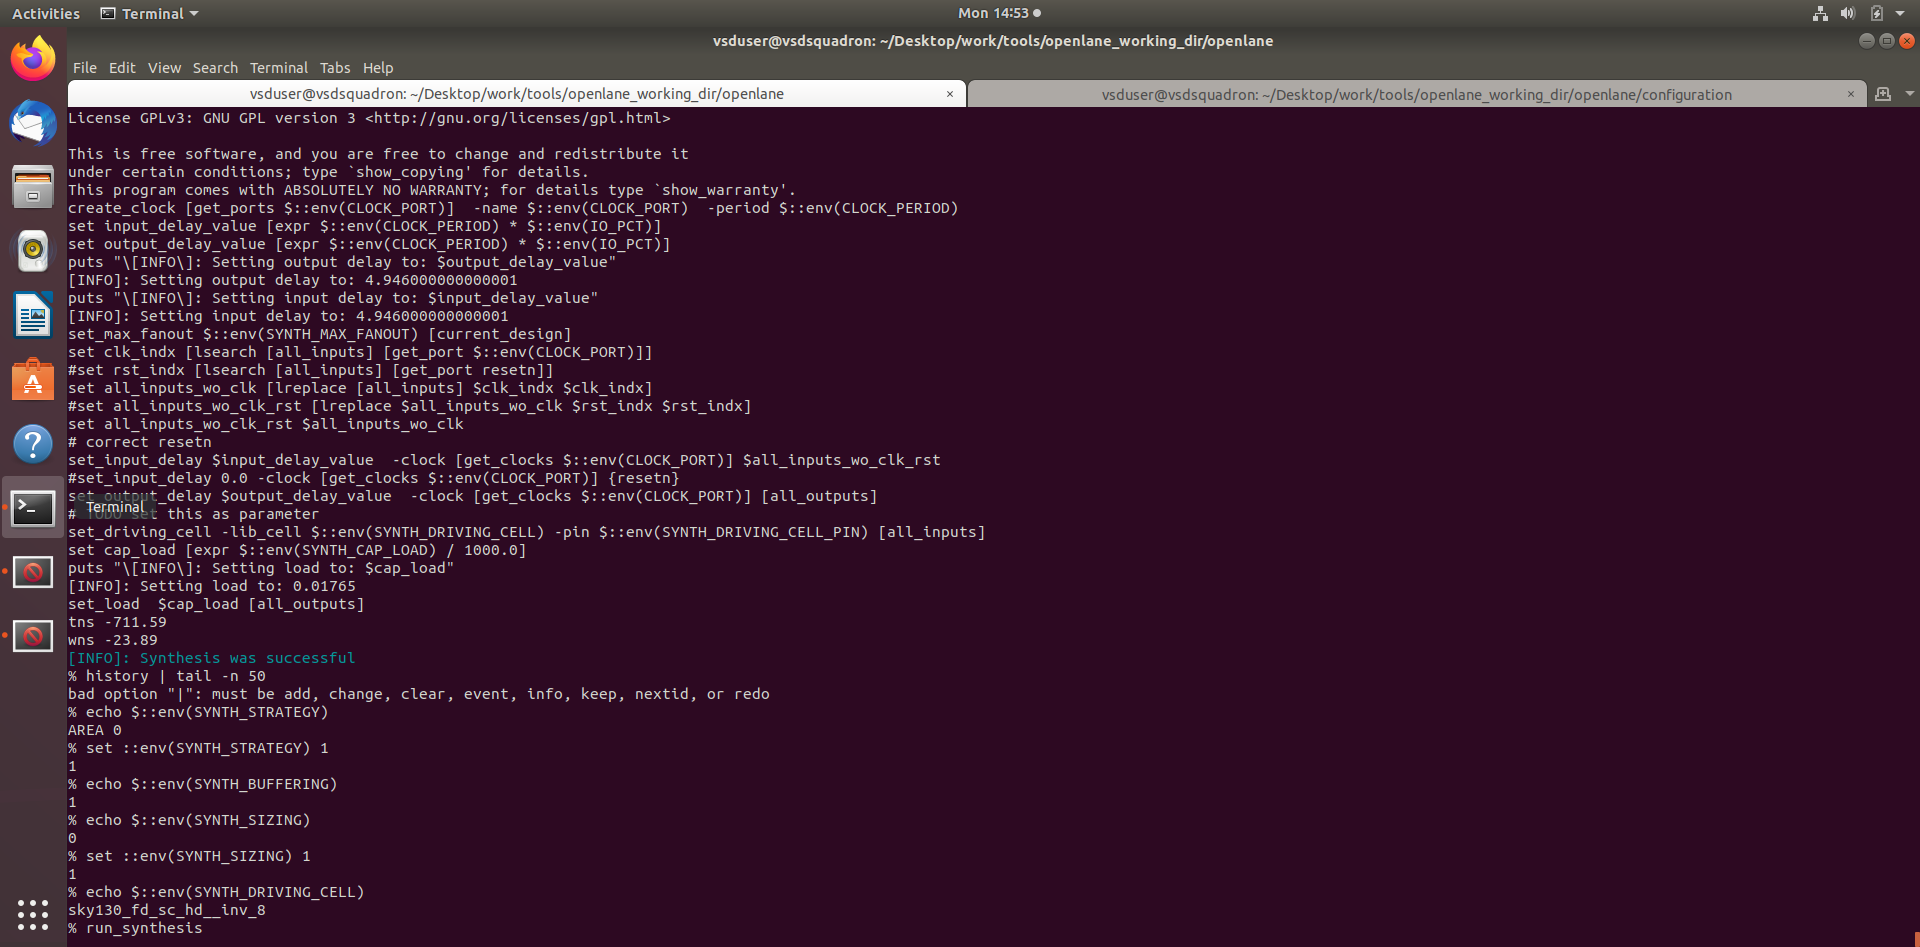 Activities Terminal Mon 14:53
vsduser@vsdsquadron: ~/Desktop/work/tools/openlane_working_dir/openlane
File Edit View Search Terminal Tabs Help
vsduser@vsdsquadron: ~/Desktop/work/tools/openlane_working_dir/openlane × vsduser@vsdsquadron: ~/Desktop/work/tools/openlane_working_dir/openlane/configuration ×
License GPLv3: GNU GPL version 3 <http://gnu.org/licenses/gpl.html>
This is free software, and you are free to change and redistribute it
under certain conditions; type `show_copying' for details.
This program comes with ABSOLUTELY NO WARRANTY; for details type `show_warranty'.
create_clock [get_ports $::env(CLOCK_PORT)]  -name $::env(CLOCK_PORT)  -period $::env(CLOCK_PERIOD)
set input_delay_value [expr $::env(CLOCK_PERIOD) * $::env(IO_PCT)]
set output_delay_value [expr $::env(CLOCK_PERIOD) * $::env(IO_PCT)]
puts "\[INFO\]: Setting output delay to: $output_delay_value"
[INFO]: Setting output delay to: 4.946000000000001
puts "\[INFO\]: Setting input delay to: $input_delay_value"
[INFO]: Setting input delay to: 4.946000000000001
set_max_fanout $::env(SYNTH_MAX_FANOUT) [current_design]
set clk_indx [lsearch [all_inputs] [get_port $::env(CLOCK_PORT)]]
#set rst_indx [lsearch [all_inputs] [get_port resetn]]
set all_inputs_wo_clk [lreplace [all_inputs] $clk_indx $clk_indx]
#set all_inputs_wo_clk_rst [lreplace $all_inputs_wo_clk $rst_indx $rst_indx]
set all_inputs_wo_clk_rst $all_inputs_wo_clk
# correct resetn
set_input_delay $input_delay_value  -clock [get_clocks $::env(CLOCK_PORT)] $all_inputs_wo_clk_rst
#set_input_delay 0.0 -clock [get_clocks $::env(CLOCK_PORT)] {resetn}
set_output_delay $output_delay_value  -clock [get_clocks $::env(CLOCK_PORT)] [all_outputs]
Terminal
# TODO set this as parameter
set_driving_cell -lib_cell $::env(SYNTH_DRIVING_CELL) -pin $::env(SYNTH_DRIVING_CELL_PIN) [all_inputs]
set cap_load [expr $::env(SYNTH_CAP_LOAD) / 1000.0]
puts "\[INFO\]: Setting load to: $cap_load"
[INFO]: Setting load to: 0.01765
set_load  $cap_load [all_outputs]
tns -711.59
wns -23.89
[INFO]: Synthesis was successful
% history | tail -n 50
bad option "|": must be add, change, clear, event, info, keep, nextid, or redo
% echo $::env(SYNTH_STRATEGY)
AREA 0
% set ::env(SYNTH_STRATEGY) 1
1
% echo $::env(SYNTH_BUFFERING)
1
% echo $::env(SYNTH_SIZING)
0
% set ::env(SYNTH_SIZING) 1
1
% echo $::env(SYNTH_DRIVING_CELL)
sky130_fd_sc_hd__inv_8
% run_synthesis